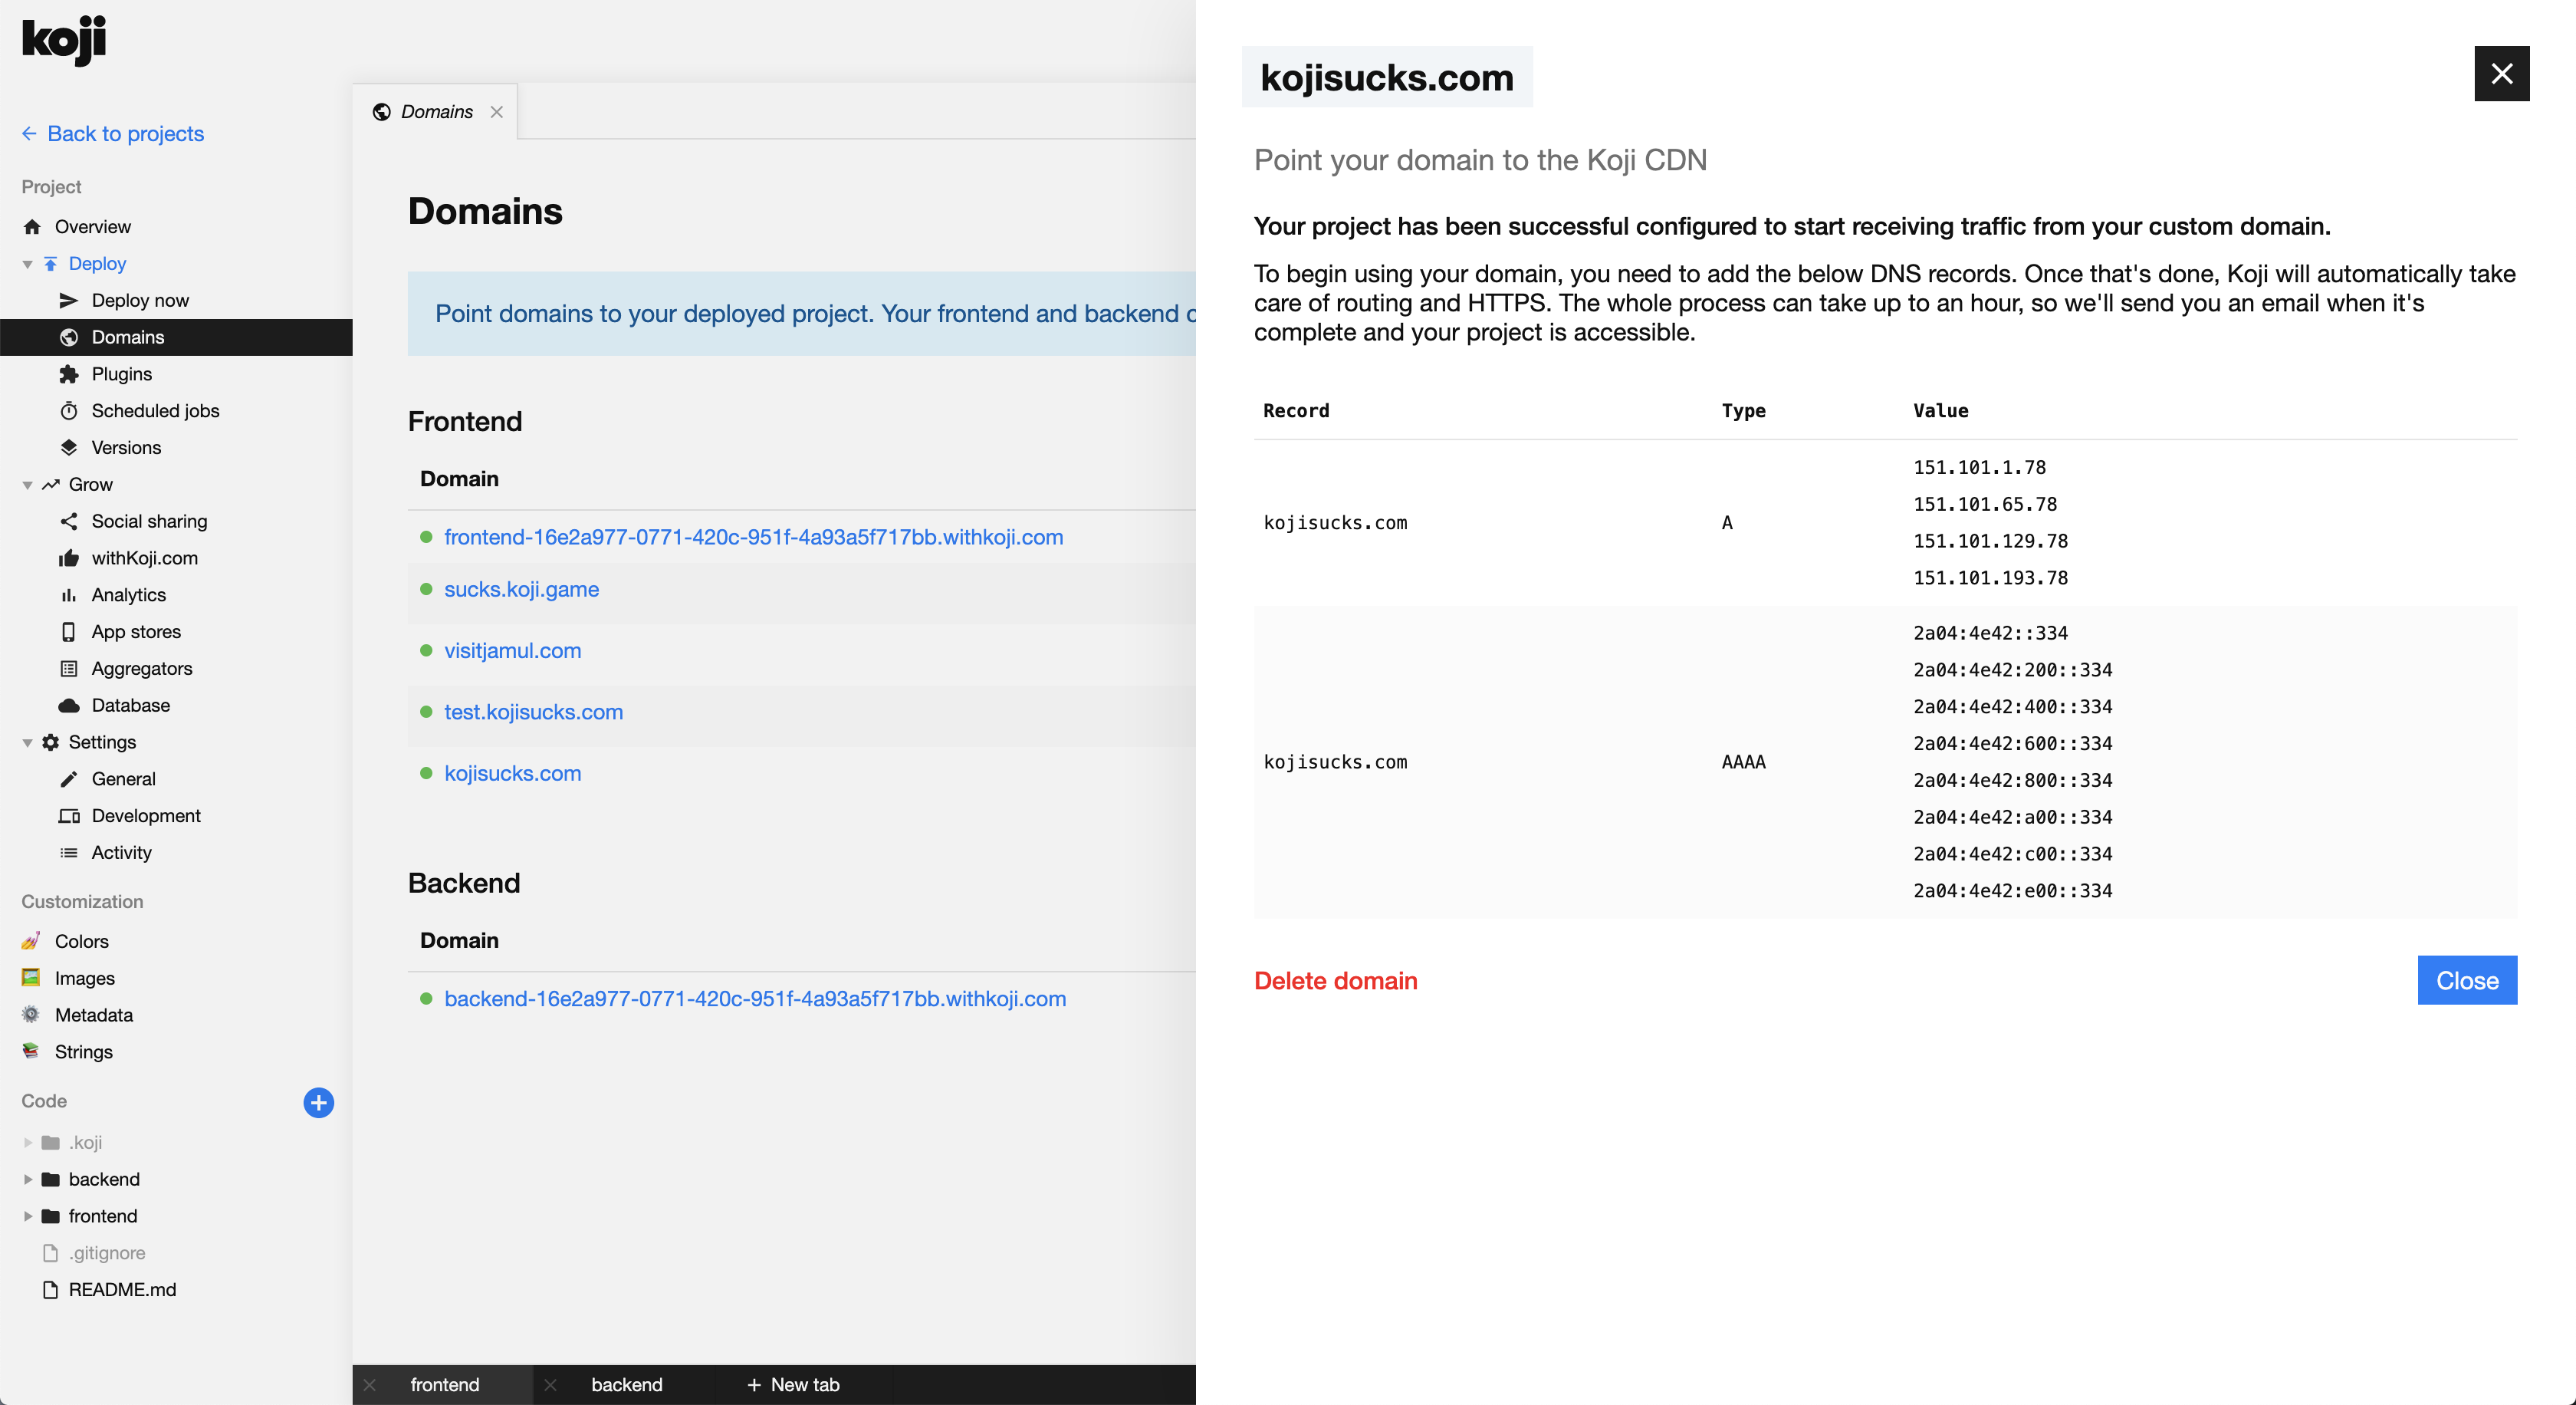 koji
Back to projects
Project
Overview
Deploy
Deploy now
Domains
Plugins
Scheduled jobs
Versions
Grow
Social sharing
withKoji.com
Analytics
App stores
Aggregators
Database
Settings
General
Development
Activity
Customization
Colors
Images
Metadata
Strings
Code
.koji
backend
frontend
.gitignore
README.md
Domains
Domains
Point domains to your deployed project. Your frontend and backend
Frontend
Domain
frontend-16e2a977-0771-420c-951f-4a93a5f717bb.withkoji.com
sucks.koji.game
visitjamul.com
test.kojisucks.com
kojisucks.com
Backend
Domain
backend-16e2a977-0771-420c-951f-4a93a5f717bb.withkoji.com
frontend
backend
New tab
kojisucks.com
Point your domain to the Koji CDN
Your project has been successful configured to start receiving traffic from your custom domain.
To begin using your domain, you need to add the below DNS records. Once that's done, Koji will automatically take
care of routing and HTTPS. The whole process can take up to an hour, so we'll send you an email when it's
complete and your project is accessible.
Record Type Value
kojisucks.com A
151.101.1.78
151.101.65.78
151.101.129.78
151.101.193.78
kojisucks.com AAAA
2a04:4e42::334
2a04:4e42:200::334
2a04:4e42:400::334
2a04:4e42:600::334
2a04:4e42:800::334
2a04:4e42:a00::334
2a04:4e42:c00::334
2a04:4e42:e00::334
Delete domain
Close